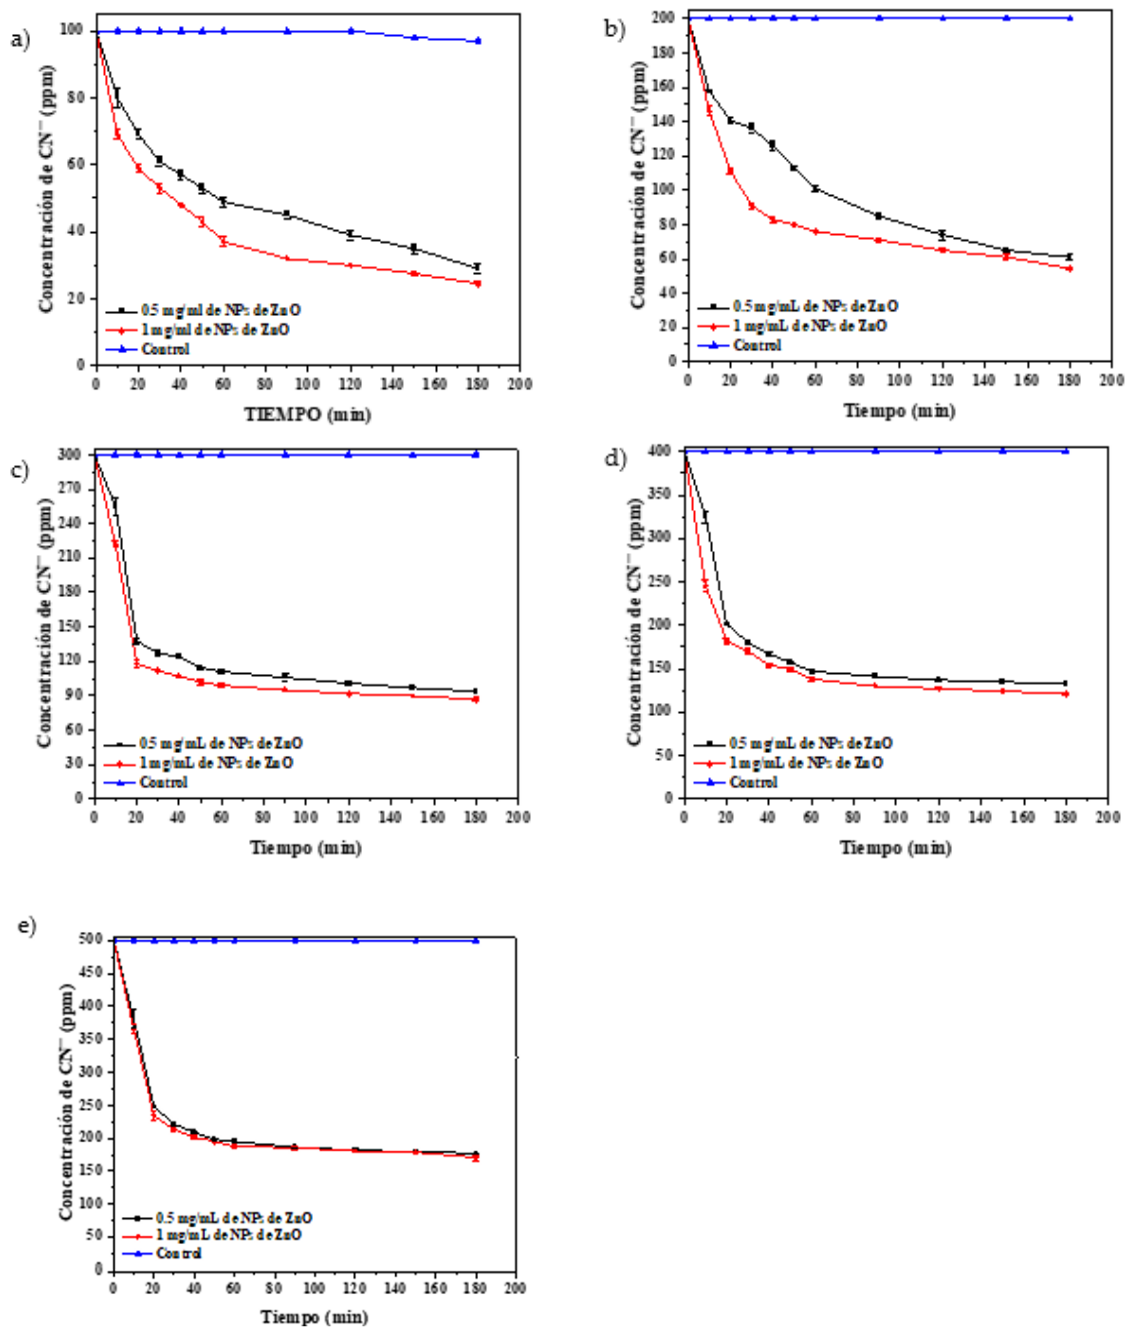 a)
Concentración de CN⁻ (ppm)
100
80
60
40
20
0
0.5 mg/ml de NPs de ZnO
1 mg/ml de NPs de ZnO
Control
0 20 40 60 80 100 120 140 160 180 200
TIEMPO (min)
b)
Concentración de CN⁻ (ppm)
200
180
160
140
120
100
80
60
40
20
0
0.5 mg/mL de NPs de ZnO
1 mg/mL de NPs de ZnO
Control
0 20 40 60 80 100 120 140 160 180 200
Tiempo (min)
c)
Concentración de CN⁻ (ppm)
300
270
240
210
180
150
120
90
60
30
0
0.5 mg/mL de NPs de ZnO
1 mg/mL de NPs de ZnO
Control
0 20 40 60 80 100 120 140 160 180 200
Tiempo (min)
d)
Concentración de CN⁻ (ppm)
400
350
300
250
200
150
100
50
0
0.5 mg/mL de NPs de ZnO
1 mg/mL de NPs de ZnO
Control
0 20 40 60 80 100 120 140 160 180 200
Tiempo (min)
e)
Concentración de CN⁻ (ppm)
500
450
400
350
300
250
200
150
100
50
0
0.5 mg/mL de NPs de ZnO
1 mg/mL de NPs de ZnO
Control
0 20 40 60 80 100 120 140 160 180 200
Tiempo (min)